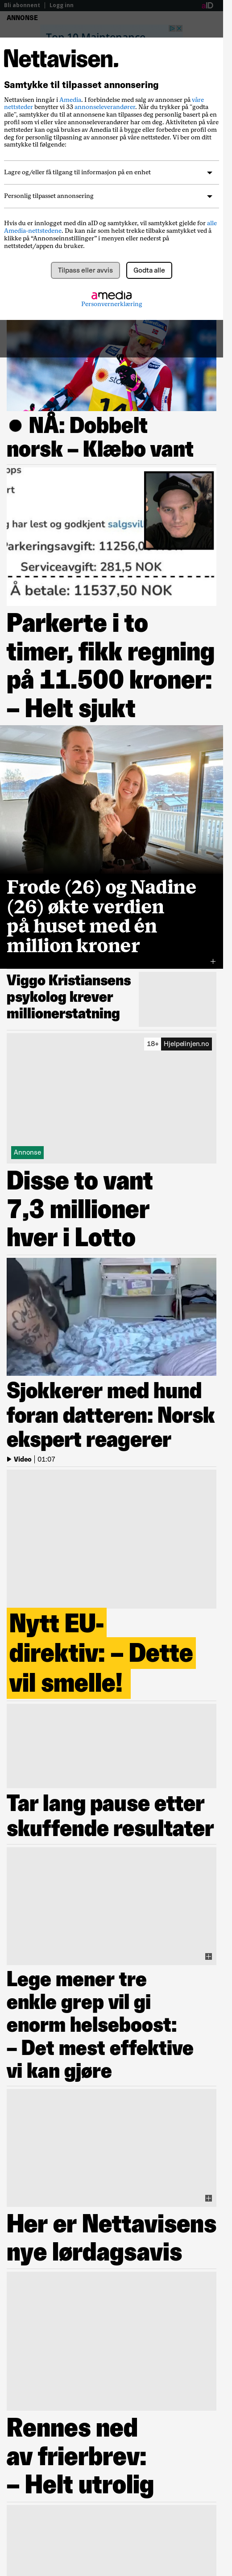 Bli abonnent | Logg inn
aID
ANNONSE
Top 10 Maintenance
Nettavisen.
Samtykke til tilpasset annonsering
Nettavisen inngår i Amedia. I forbindelse med salg av annonser på våre
nettsteder benytter vi 33 annonseleverandører. Når du trykker på "godta
alle", samtykker du til at annonsene kan tilpasses deg personlig basert på en
profil som vi eller våre annonseleverandører har om deg. Aktiviteten på våre
nettsteder kan også brukes av Amedia til å bygge eller forbedre en profil om
deg for personlig tilpasning av annonser på våre nettsteder. Vi ber om ditt
samtykke til følgende:
Lagre og/eller få tilgang til informasjon på en enhet
Personlig tilpasset annonsering
Hvis du er innlogget med din aID og samtykker, vil samtykket gjelde for alle
Amedia-nettstedene. Du kan når som helst trekke tilbake samtykket ved å
klikke på “Annonseinnstillinger” i menyen eller nederst på
nettstedet/appen du bruker.
Tilpass eller avvis
Godta alle
amedia
Personvernerklæring
NÅ: Dobbelt
norsk – Klæbo vant
ops
rt
g har lest og godkjent salgsvil
Parkeringsavgift: 11256,0 NOK
Serviceavgift: 281,5 NOK
Å betale: 11537,50 NOK
Parkerte i to
timer, fikk regning
på 11.500 kroner:
– Helt sjukt
Frode (26) og Nadine
(26) økte verdien
på huset med én
million kroner
Viggo Kristiansens
psykolog krever
millionerstatning
18+ Hjelpelinjen.no
Annonse
Disse to vant
7,3 millioner
hver i Lotto
Sjokkerer med hund
foran datteren: Norsk
ekspert reagerer
Video | 01:07
Nytt EU-
direktiv: – Dette
vil smelle!
Tar lang pause etter
skuffende resultater
Lege mener tre
enkle grep vil gi
enorm helseboost:
– Det mest effektive
vi kan gjøre
Her er Nettavisens
nye lørdagsavis
Rennes ned
av frierbrev:
– Helt utrolig